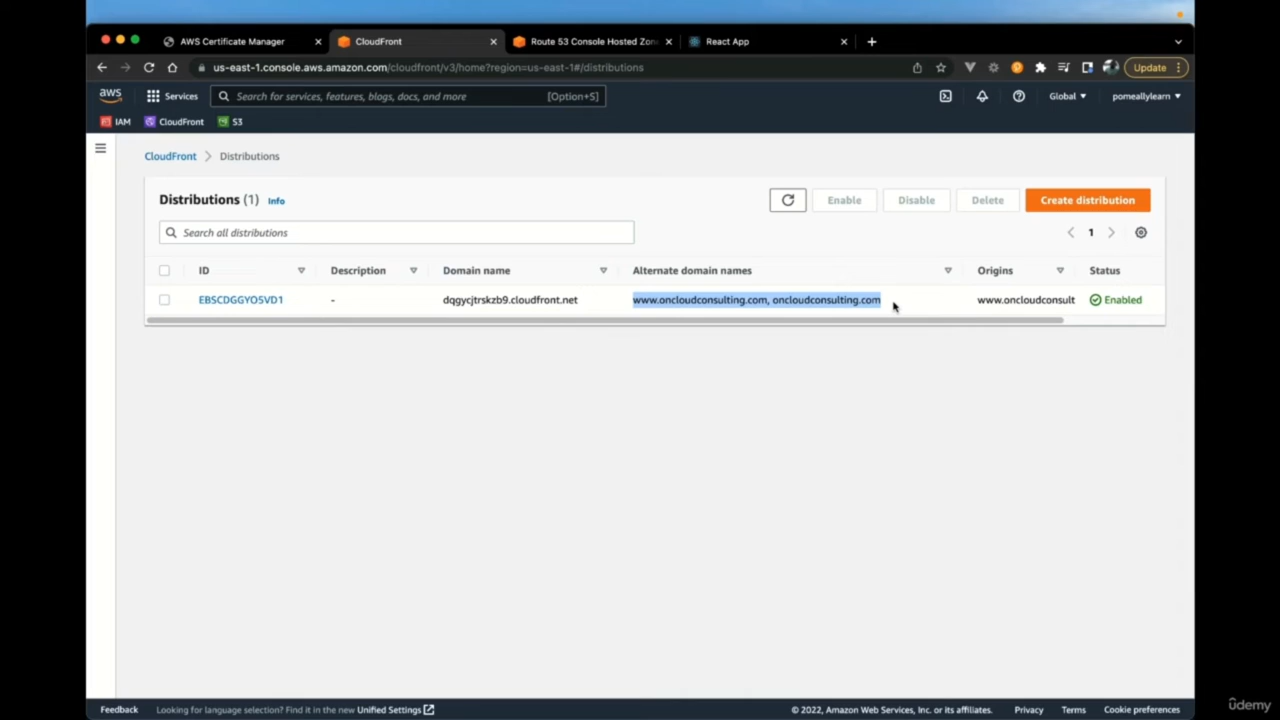 AWS Certificate Manager
CloudFront
Route 53 Console Hosted Zon
React App
us-east-1.console.aws.amazon.com/cloudfront/v3/home?region=us-east-1#/distributions
Update
aws
Services
Search for services, features, blogs, docs, and more
[Option+S]
Global
pomeallylearn
IAM
CloudFront
S3
CloudFront > Distributions
Distributions (1) Info
Enable
Disable
Delete
Create distribution
Search all distributions
1
ID
Description
Domain name
Alternate domain names
Origins
Status
EBSCDGGYO5VD1
-
dqgycjtrskzb9.cloudfront.net
www.oncloudconsulting.com, oncloudconsulting.com
www.oncloudconsult
Enabled
Feedback
Looking for language selection? Find it in the new Unified Settings
© 2022, Amazon Web Services, Inc. or its affiliates.
Privacy
Terms
Cookie preferences
ûdemy